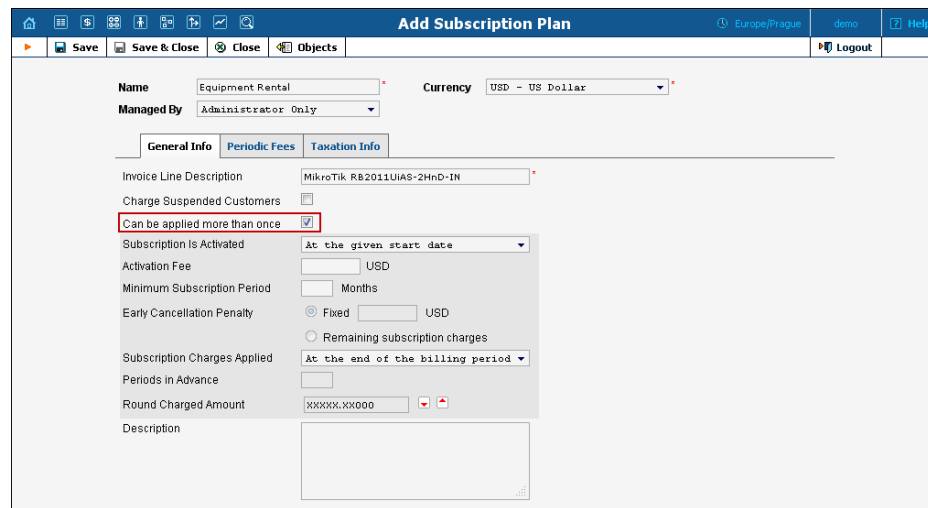 Add Subscription Plan Europe/Prague demo Help
Save Save & Close Close Objects Logout
Name Equipment Rental * Currency USD - US Dollar *
Managed By Administrator Only
General Info Periodic Fees Taxation Info
Invoice Line Description MikroTik RB2011UiAS-2HnD-IN *
Charge Suspended Customers
Can be applied more than once
Subscription Is Activated At the given start date
Activation Fee USD
Minimum Subscription Period Months
Early Cancellation Penalty Fixed USD
Remaining subscription charges
Subscription Charges Applied At the end of the billing period
Periods in Advance
Round Charged Amount XXXXX.XX000
Description